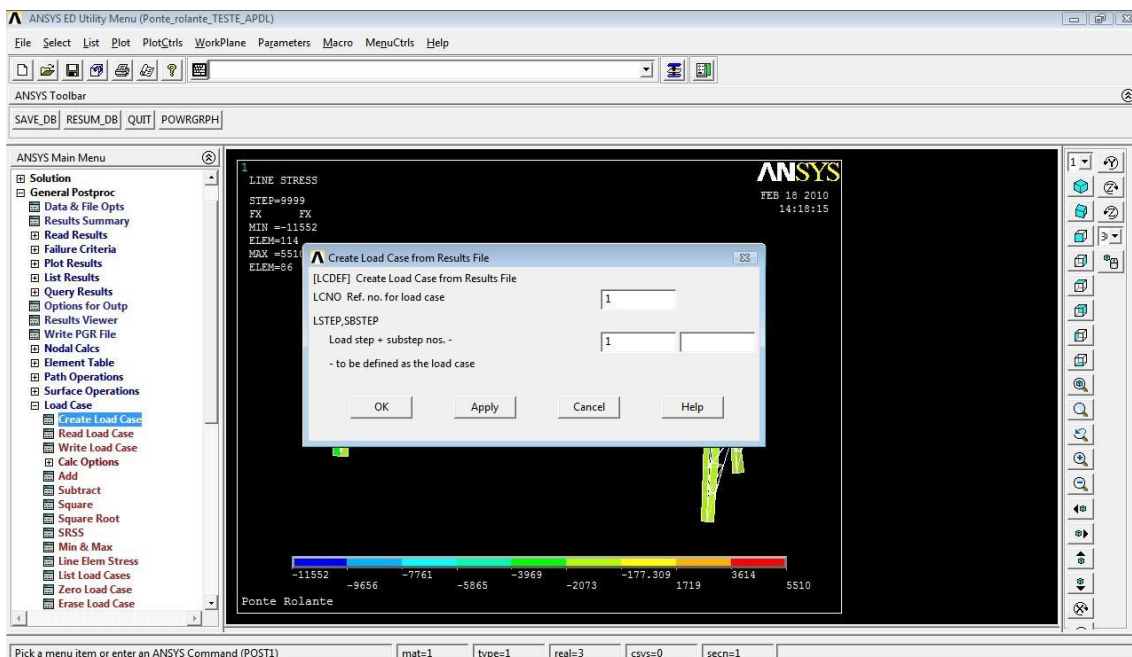 ANSYS ED Utility Menu (Ponte_rolante_TESTE_APDL)
File Select List Plot PlotCtrls WorkPlane Parameters Macro MenuCtrls Help
ANSYS Toolbar
SAVE_DB RESUM_DB QUIT POWRGRPH
ANSYS Main Menu
Solution
General Postproc
Data & File Opts
Results Summary
Read Results
Failure Criteria
Plot Results
List Results
Query Results
Options for Outp
Results Viewer
Write PGR File
Nodal Calcs
Element Table
Path Operations
Surface Operations
Load Case
Create Load Case
Read Load Case
Write Load Case
Calc Options
Add
Subtract
Square
Square Root
SRSS
Min & Max
Line Elem Stress
List Load Cases
Zero Load Case
Erase Load Case
1
LINE STRESS
STEP=9999
FX FX
MIN =-11552
ELEM=114
MAX =5510
ELEM=86
ANSYS
FEB 18 2010
14:18:15
Create Load Case from Results File
[LCDEF] Create Load Case from Results File
LCNO Ref. no. for load case 1
LSTEP,SBSTEP
Load step + substep nos. - 1
- to be defined as the load case
OK Apply Cancel Help
-11552 -7761 -3969 -177.309 3614
-9656 -5865 -2073 1719 5510
Ponte Rolante
1
3
Pick a menu item or enter an ANSYS Command (POST1) mat=1 type=1 real=3 csys=0 secn=1